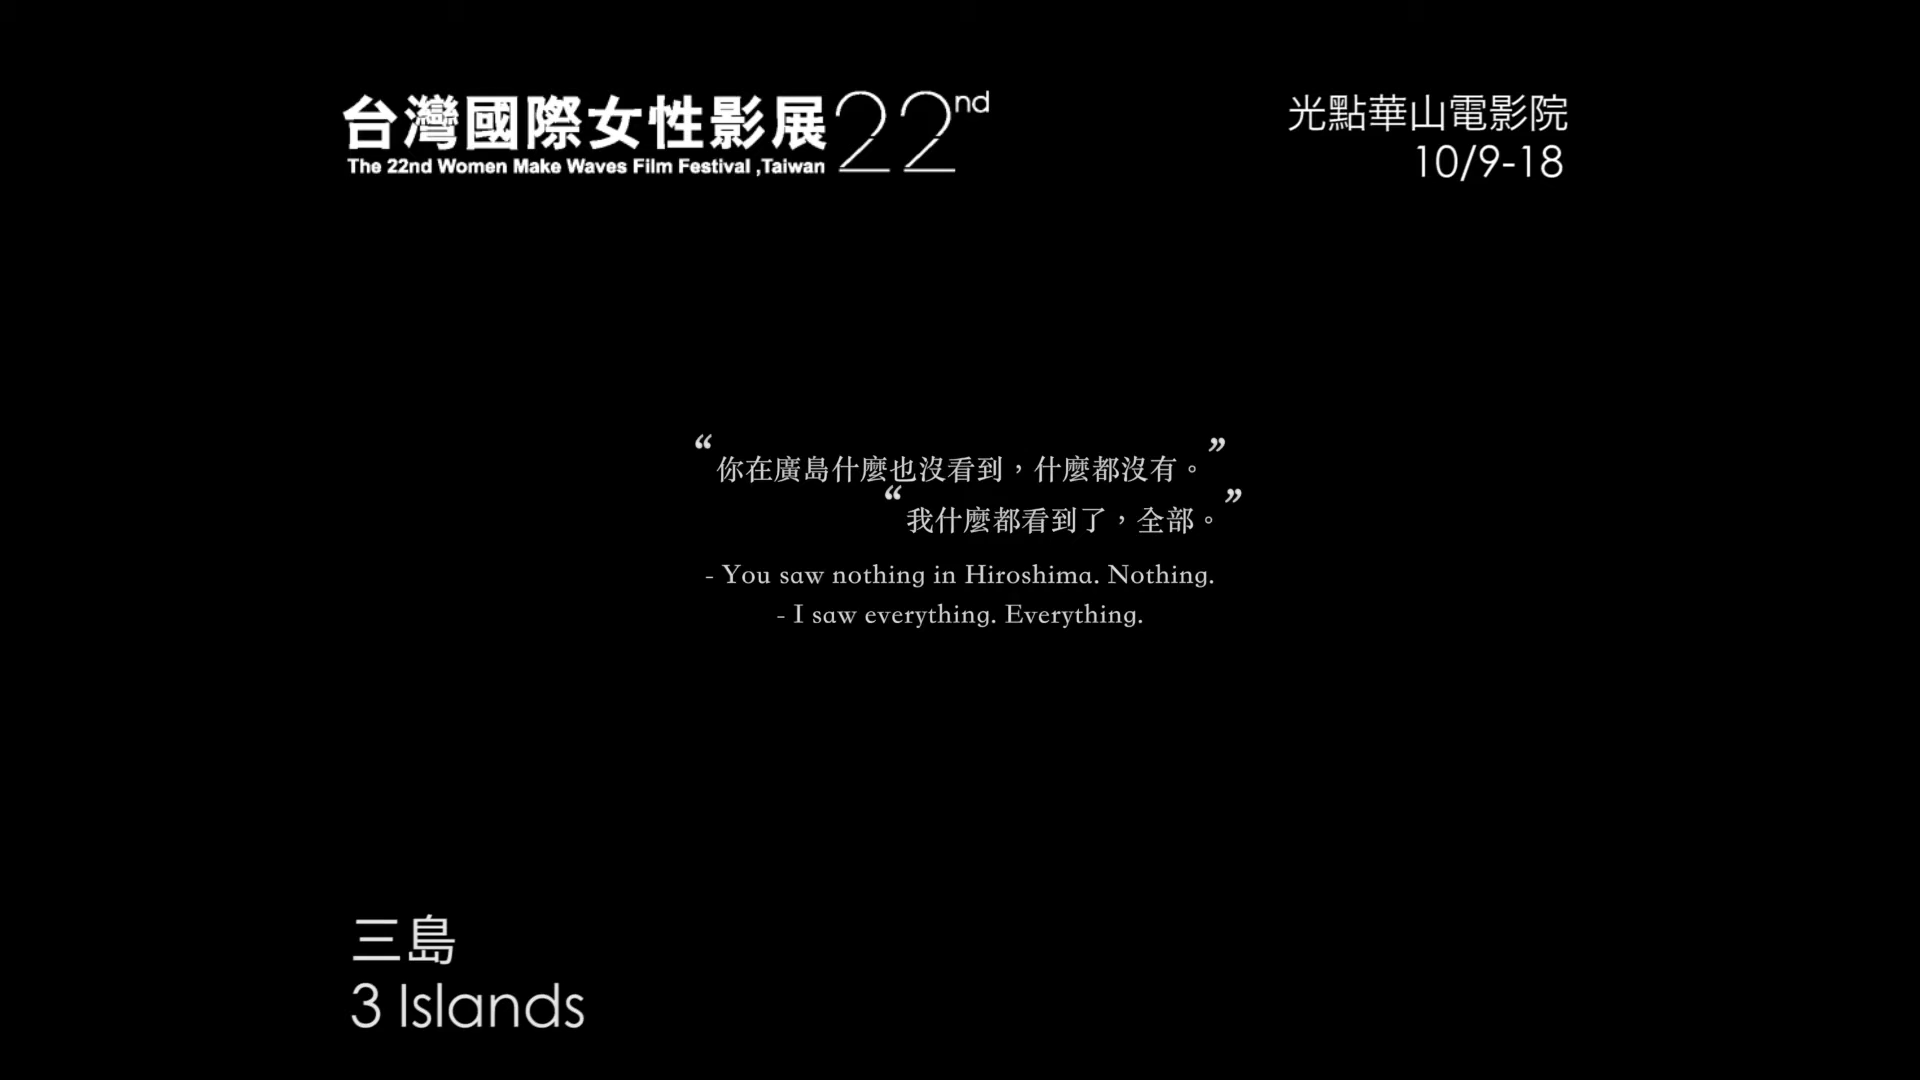 台灣國際女性影展 22nd
The 22nd Women Make Waves Film Festival ,Taiwan
光點華山電影院
10/9-18
“你在廣島什麼也沒看到，什麼都沒有。”
“我什麼都看到了，全部。”
- You saw nothing in Hiroshima. Nothing.
- I saw everything. Everything.
三島
3 Islands